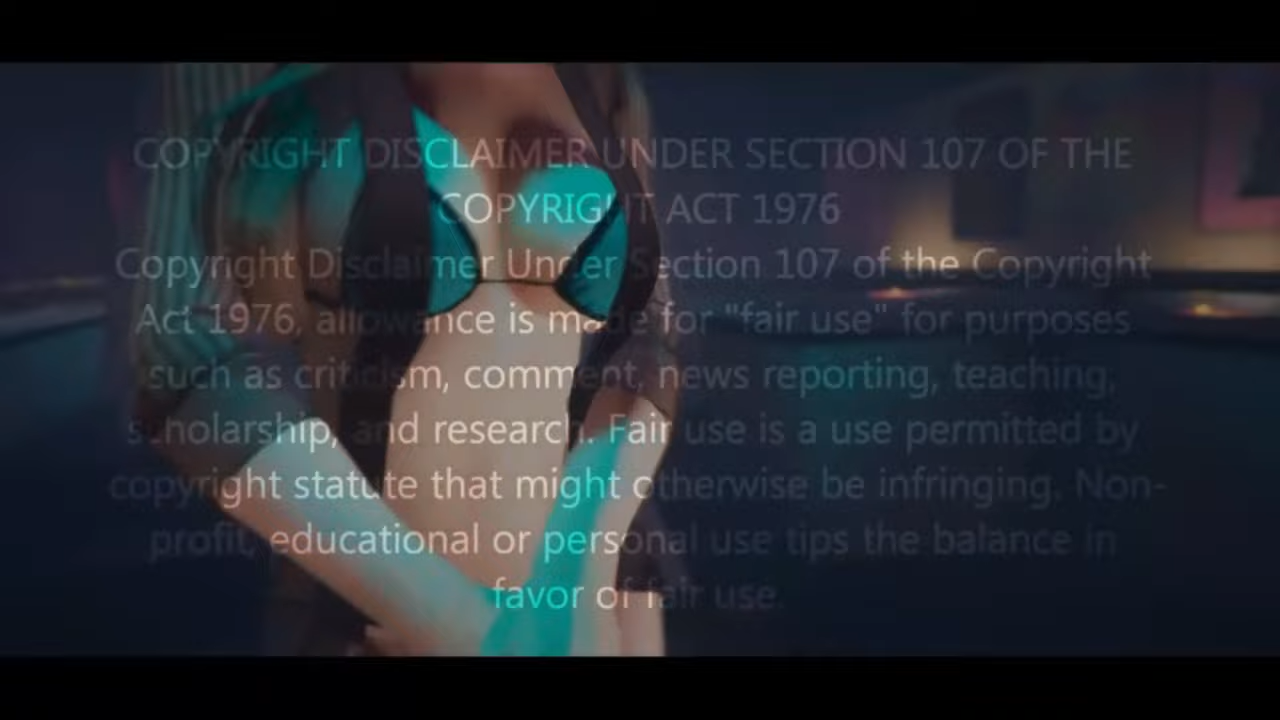 COPYRIGHT DISCLAIMER UNDER SECTION 107 OF THE
COPYRIGHT ACT 1976
Copyright Disclaimer Under Section 107 of the Copyright
Act 1976, allowance is made for "fair use" for purposes
such as criticism, comment, news reporting, teaching,
scholarship, and research. Fair use is a use permitted by
copyright statute that might otherwise be infringing. Non-
profit, educational or personal use tips the balance in
favor of fair use.